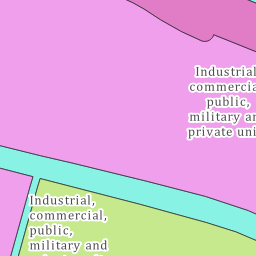 Industrial
commercia
public,
military an
private uni
Industrial,
commercial,
public,
military and